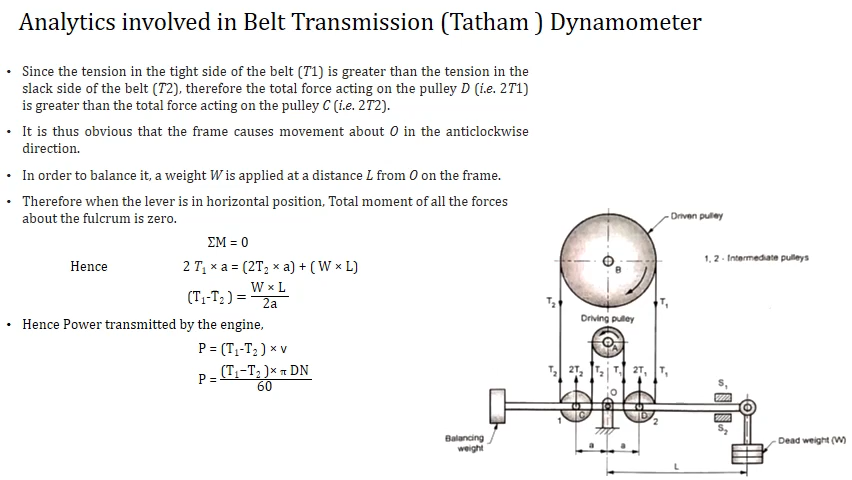 Analytics involved in Belt Transmission (Tatham ) Dynamometer
• Since the tension in the tight side of the belt (T1) is greater than the tension in the
slack side of the belt (T2), therefore the total force acting on the pulley D (i.e. 2T1)
is greater than the total force acting on the pulley C (i.e. 2T2).
• It is thus obvious that the frame causes movement about O in the anticlockwise
direction.
• In order to balance it, a weight W is applied at a distance L from O on the frame.
• Therefore when the lever is in horizontal position, Total moment of all the forces
about the fulcrum is zero.
ΣM = 0
Hence 2 T₁ × a = (2T₂ × a) + ( W × L)
(T₁-T₂ ) = W × L / 2a
• Hence Power transmitted by the engine,
P = (T₁-T₂ ) × v
P = (T₁-T₂ )× π DN / 60
Driven pulley
1, 2 - Intermediate pulleys
B
T₂ T₁
Driving pulley
A
T₂ 2T₂ T₂ T₁ 2T₁ T₁
S₁
O
1 C D 2
S₂
Balancing
weight
a a
Dead weight (W)
L